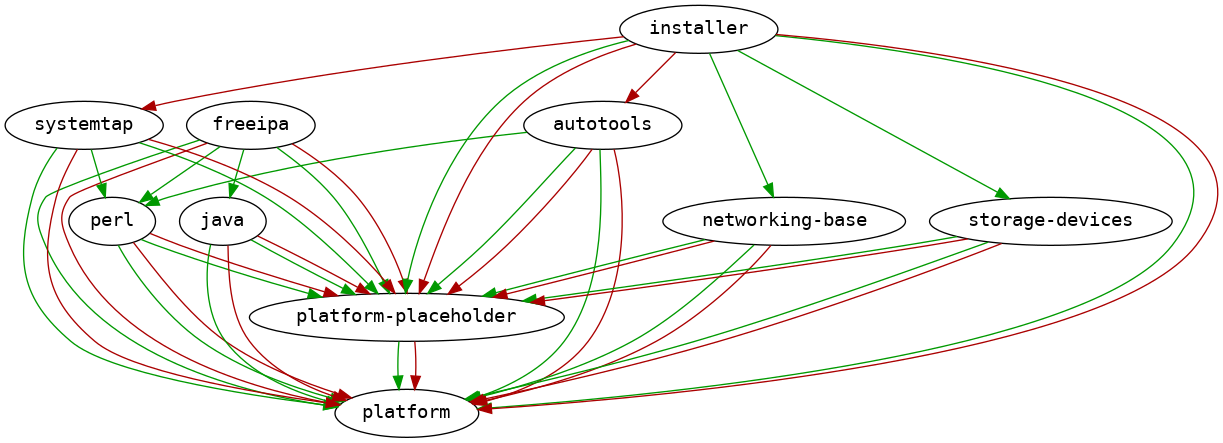 installer
systemtap
freeipa
autotools
perl
java
networking-base
storage-devices
platform-placeholder
platform